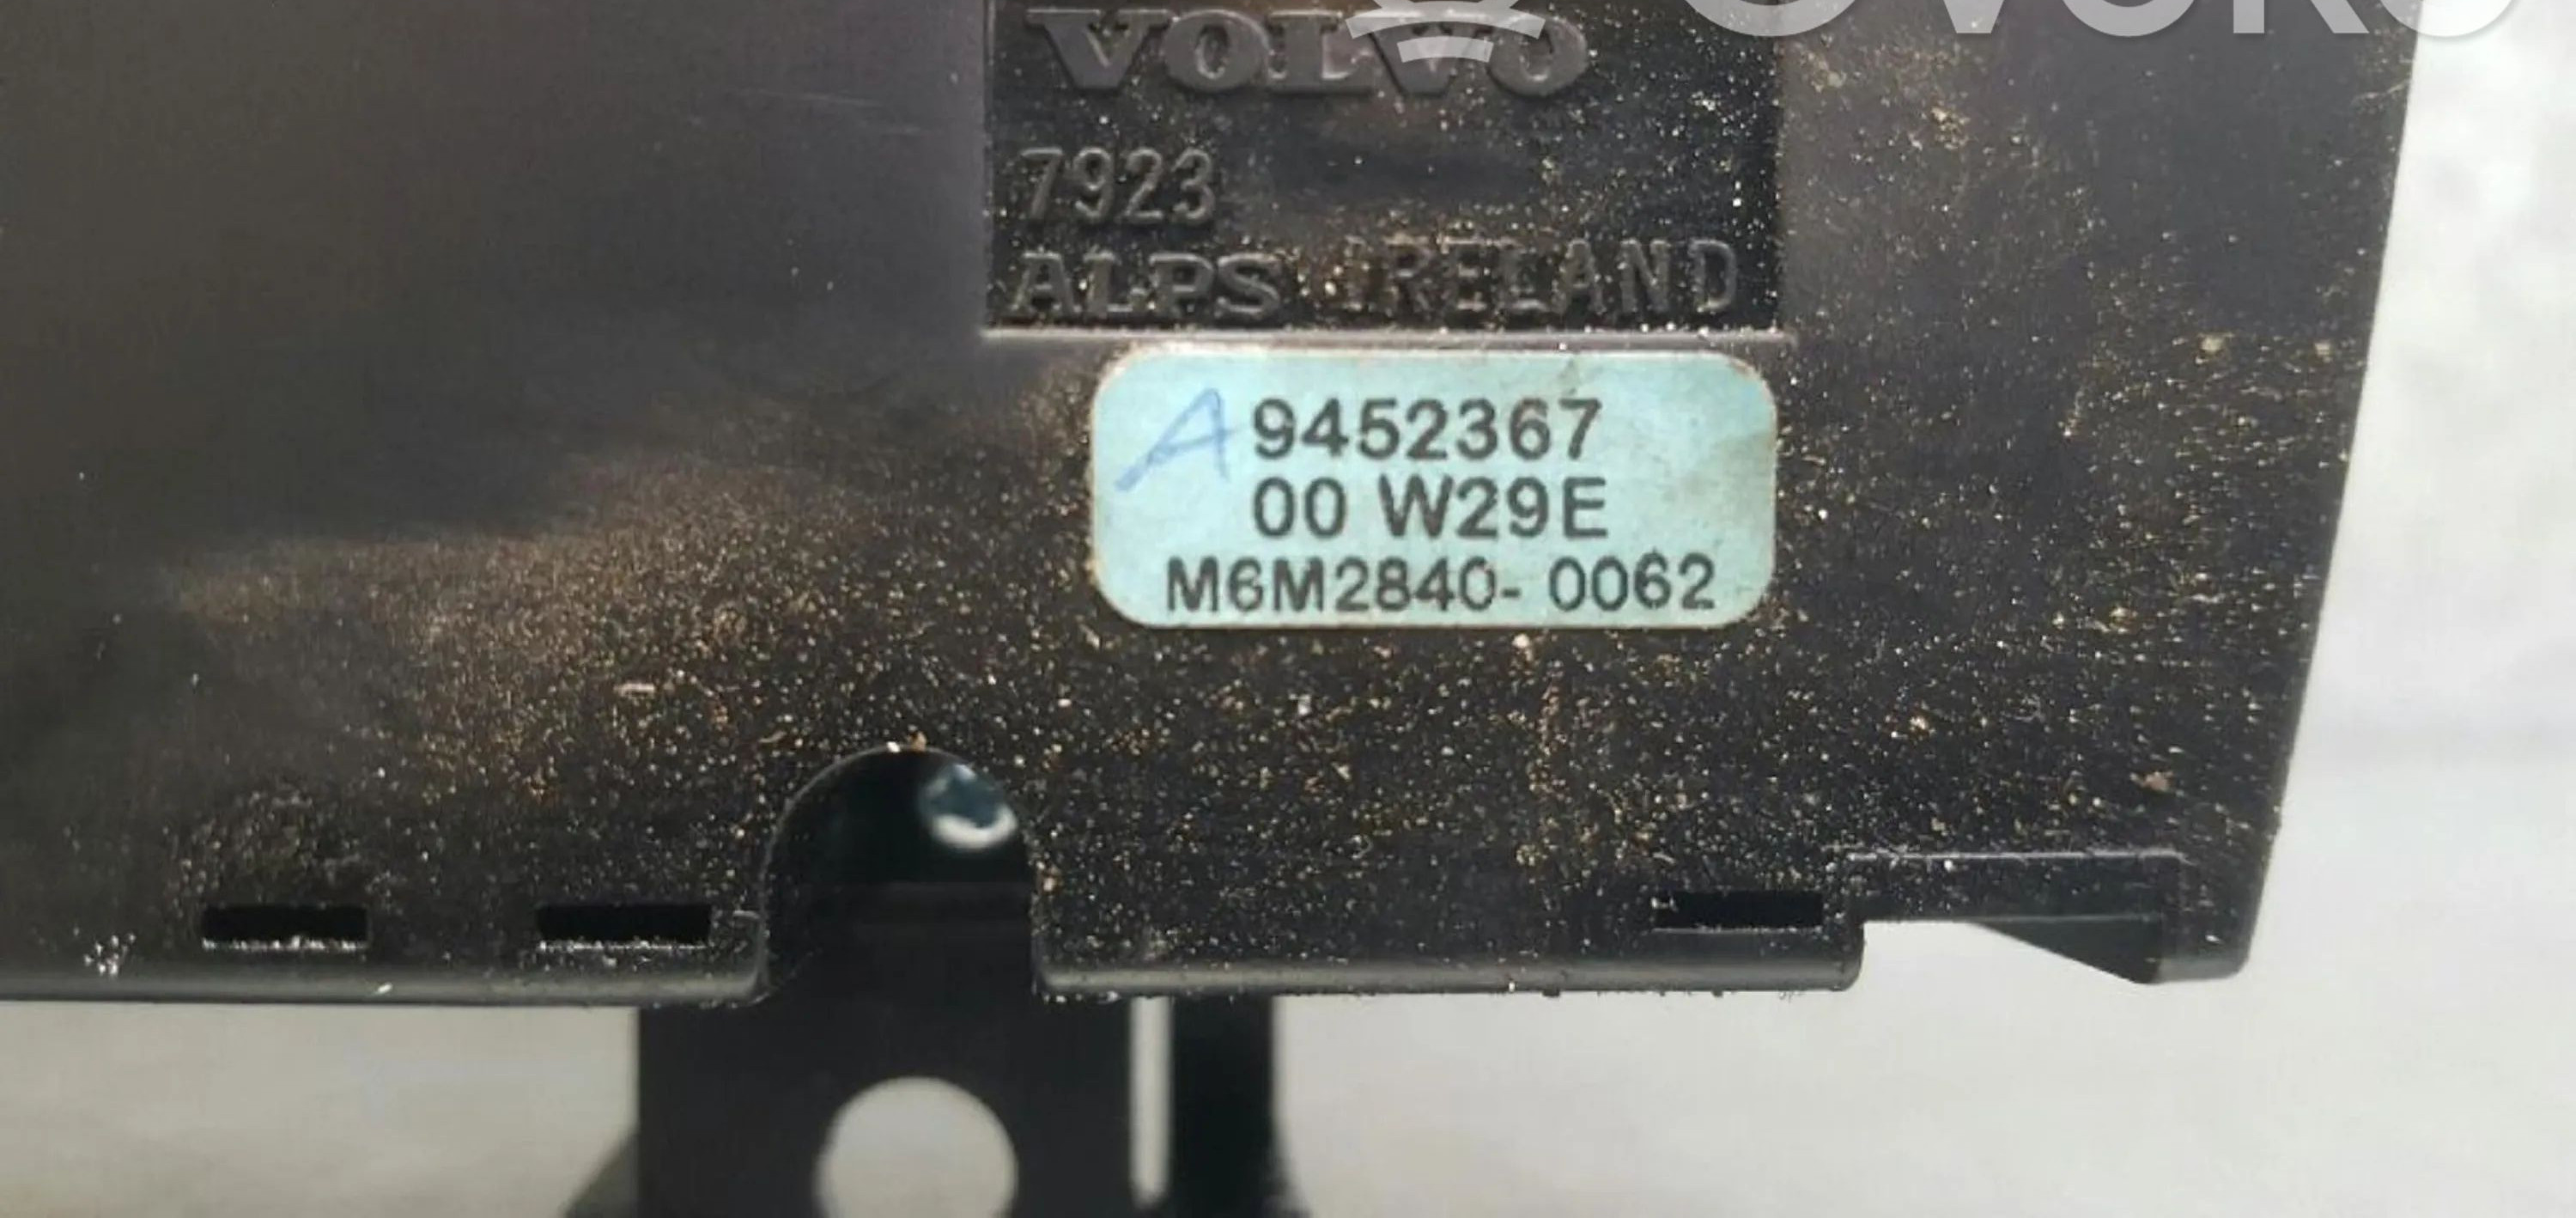 VOLVO
7923
ALPS IRELAND
A 9452367
00 W29E
M6M2840- 0062